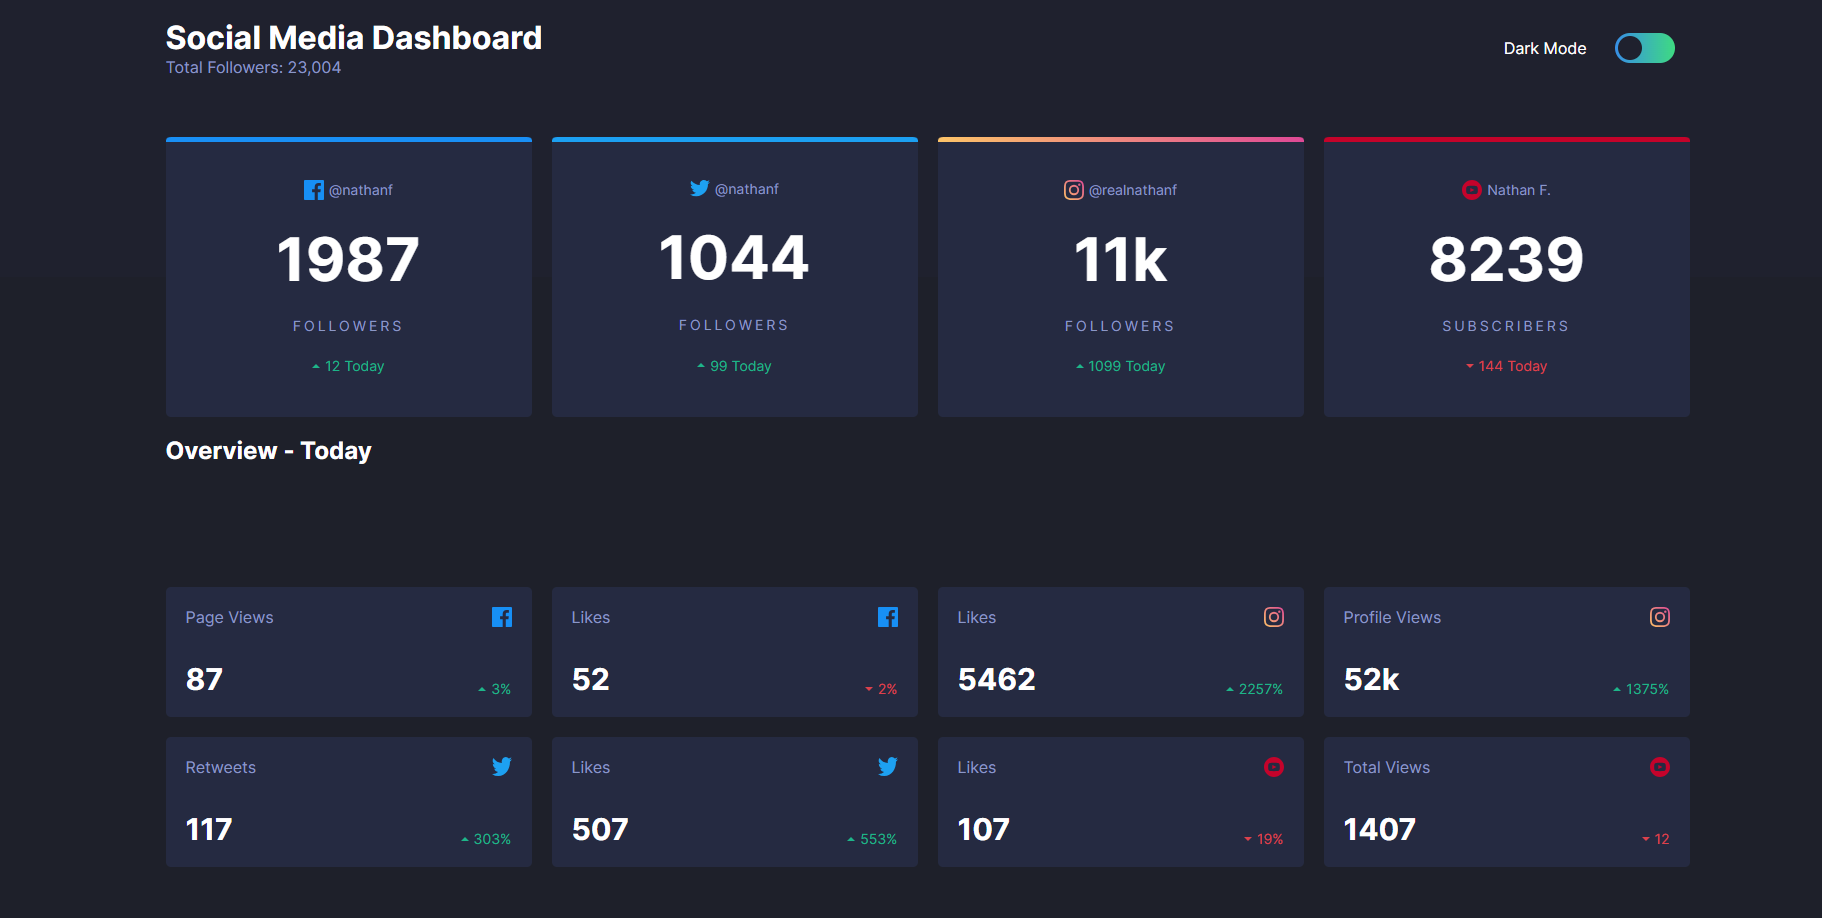 Social Media Dashboard
Total Followers: 23,004
Dark Mode
@nathanf
1987
FOLLOWERS
12 Today
@nathanf
1044
FOLLOWERS
99 Today
@realnathanf
11k
FOLLOWERS
1099 Today
Nathan F.
8239
SUBSCRIBERS
144 Today
Overview - Today
Page Views
87
3%
Likes
52
2%
Likes
5462
2257%
Profile Views
52k
1375%
Retweets
117
303%
Likes
507
553%
Likes
107
19%
Total Views
1407
12